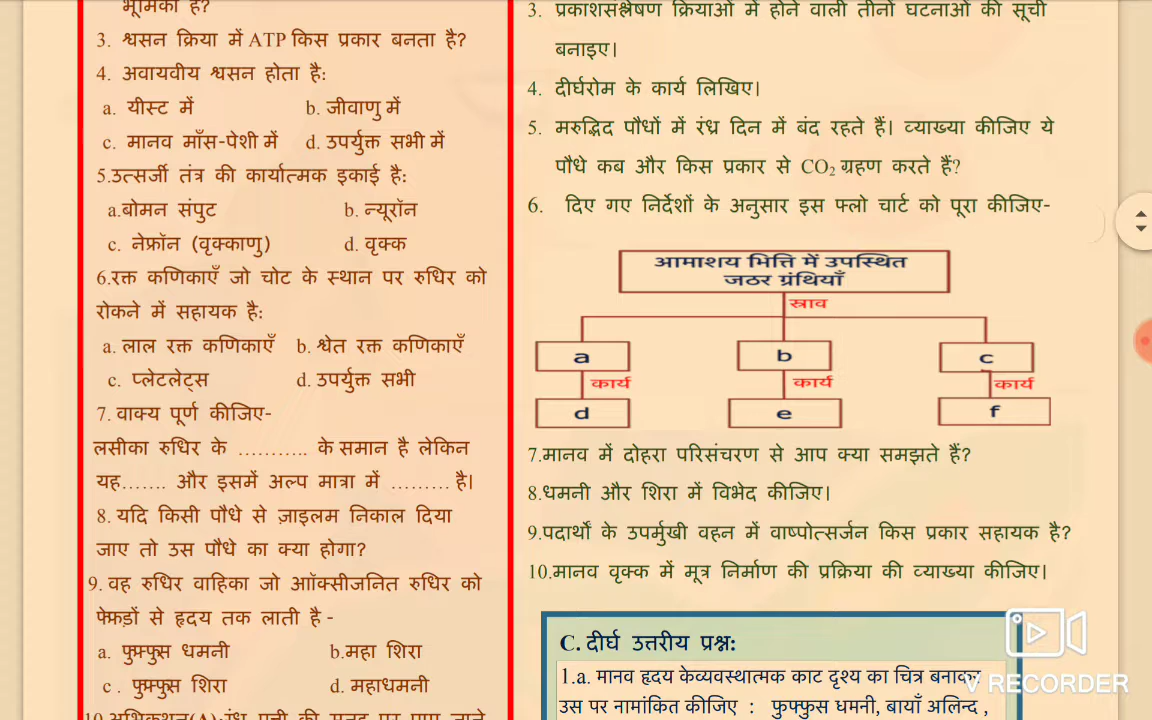 भूमिका है?
3. श्वसन क्रिया में ATP किस प्रकार बनता है?
4. अवायवीय श्वसन होता है:
a. यीस्ट में b. जीवाणु में
c. मानव माँस-पेशी में d. उपर्युक्त सभी में
5.उत्सर्जी तंत्र की कार्यात्मक इकाई है:
a.बोमन संपुट b. न्यूरॉन
c. नेफ्रॉन (वृक्काणु) d. वृक्क
6.रक्त कणिकाएँ जो चोट के स्थान पर रुधिर को
रोकने में सहायक है:
a. लाल रक्त कणिकाएँ b. श्वेत रक्त कणिकाएँ
c. प्लेटलेट्स d. उपर्युक्त सभी
7. वाक्य पूर्ण कीजिए-
लसीका रुधिर के ........... के समान है लेकिन
यह....... और इसमें अल्प मात्रा में ......... है।
8. यदि किसी पौधे से ज़ाइलम निकाल दिया
जाए तो उस पौधे का क्या होगा?
9. वह रुधिर वाहिका जो आॉक्सीजनित रुधिर को
फेफड़ों से हृदय तक लाती है -
a. फुफ्फुस धमनी b.महा शिरा
c . फुफ्फुस शिरा d. महाधमनी
3. प्रकाशसंश्लेषण क्रियाओं में होने वाली तीनों घटनाओं की सूची
बनाइए।
4. दीर्घरोम के कार्य लिखिए।
5. मरुद्भिद पौधों में रंध्र दिन में बंद रहते हैं। व्याख्या कीजिए ये
पौधे कब और किस प्रकार से CO₂ ग्रहण करते हैं?
6. दिए गए निर्देशों के अनुसार इस फ्लो चार्ट को पूरा कीजिए-
आमाशय भित्ति में उपस्थित
जठर ग्रंथियाँ
स्राव
a b c
कार्य कार्य कार्य
d e f
7.मानव में दोहरा परिसंचरण से आप क्या समझते हैं?
8.धमनी और शिरा में विभेद कीजिए।
9.पदार्थों के उपर्मुखी वहन में वाष्पोत्सर्जन किस प्रकार सहायक है?
10.मानव वृक्क में मूत्र निर्माण की प्रक्रिया की व्याख्या कीजिए।
C. दीर्घ उत्तरीय प्रश्न:
1.a. मानव हृदय केव्यवस्थात्मक काट दृश्य का चित्र बनाकर
उस पर नामांकित कीजिए : फुफ्फुस धमनी, बायाँ अलिन्द ,
V RECORDER